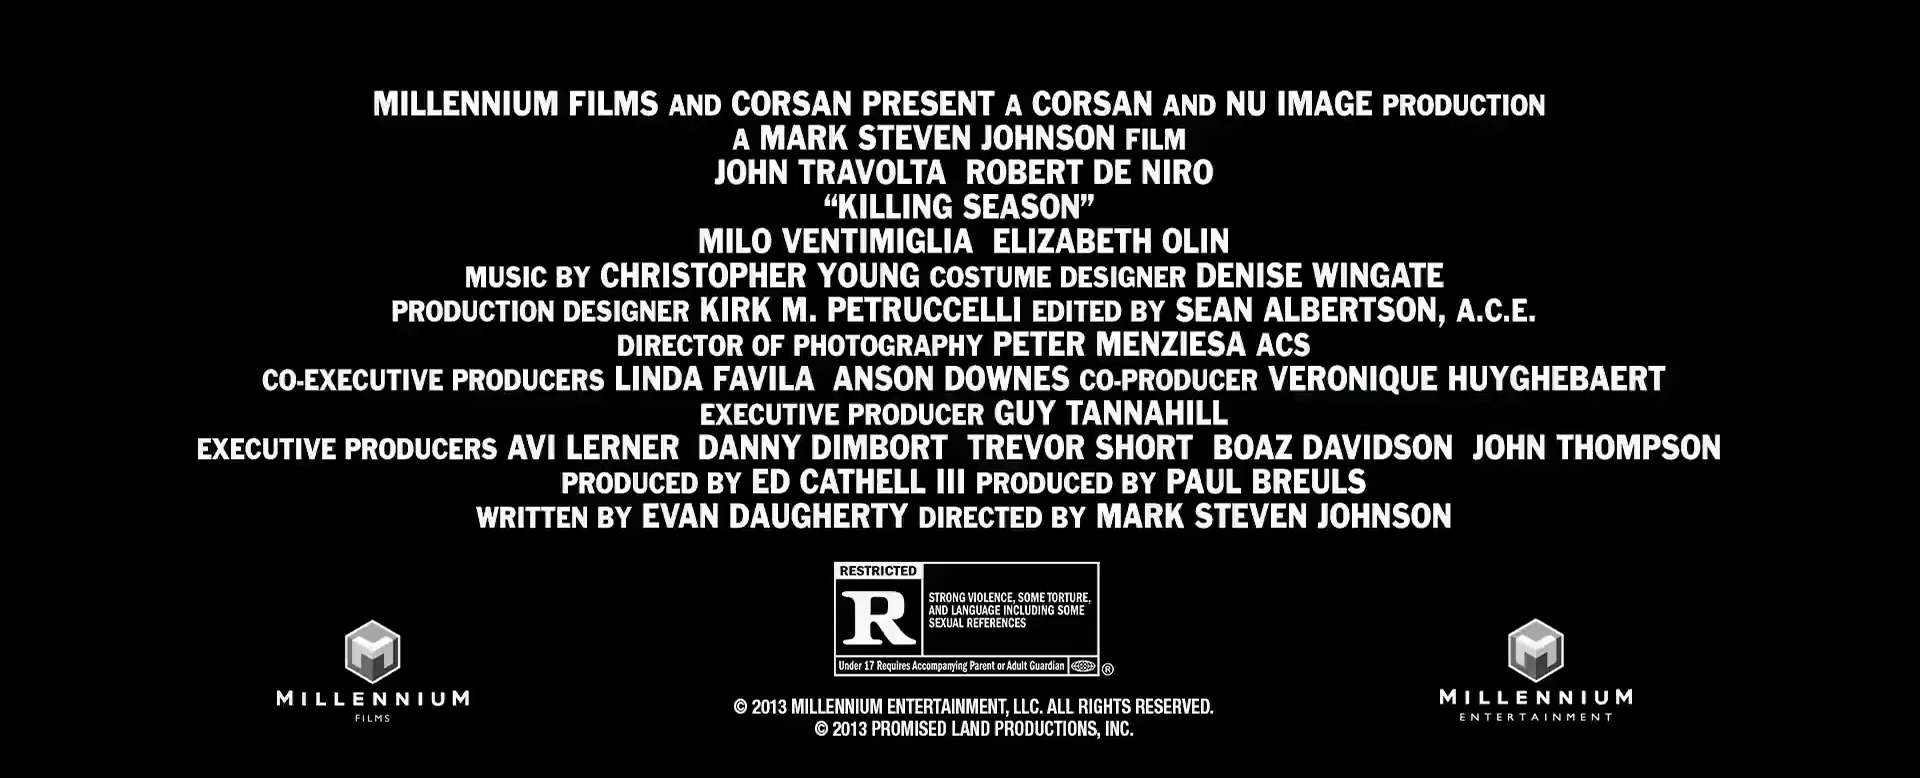 MILLENNIUM FILMS AND CORSAN PRESENT A CORSAN AND NU IMAGE PRODUCTION
A MARK STEVEN JOHNSON FILM
JOHN TRAVOLTA ROBERT DE NIRO
“KILLING SEASON”
MILO VENTIMIGLIA ELIZABETH OLIN
MUSIC BY CHRISTOPHER YOUNG COSTUME DESIGNER DENISE WINGATE
PRODUCTION DESIGNER KIRK M. PETRUCCELLI EDITED BY SEAN ALBERTSON, A.C.E.
DIRECTOR OF PHOTOGRAPHY PETER MENZIESA ACS
CO-EXECUTIVE PRODUCERS LINDA FAVILA ANSON DOWNES CO-PRODUCER VERONIQUE HUYGHEBAERT
EXECUTIVE PRODUCER GUY TANNAHILL
EXECUTIVE PRODUCERS AVI LERNER DANNY DIMBORT TREVOR SHORT BOAZ DAVIDSON JOHN THOMPSON
PRODUCED BY ED CATHELL III PRODUCED BY PAUL BREULS
WRITTEN BY EVAN DAUGHERTY DIRECTED BY MARK STEVEN JOHNSON
RESTRICTED
R
STRONG VIOLENCE, SOME TORTURE,
AND LANGUAGE INCLUDING SOME
SEXUAL REFERENCES
Under 17 Requires Accompanying Parent or Adult Guardian
®
MILLENNIUM
FILMS
MILLENNIUM
ENTERTAINMENT
© 2013 MILLENNIUM ENTERTAINMENT, LLC. ALL RIGHTS RESERVED.
© 2013 PROMISED LAND PRODUCTIONS, INC.